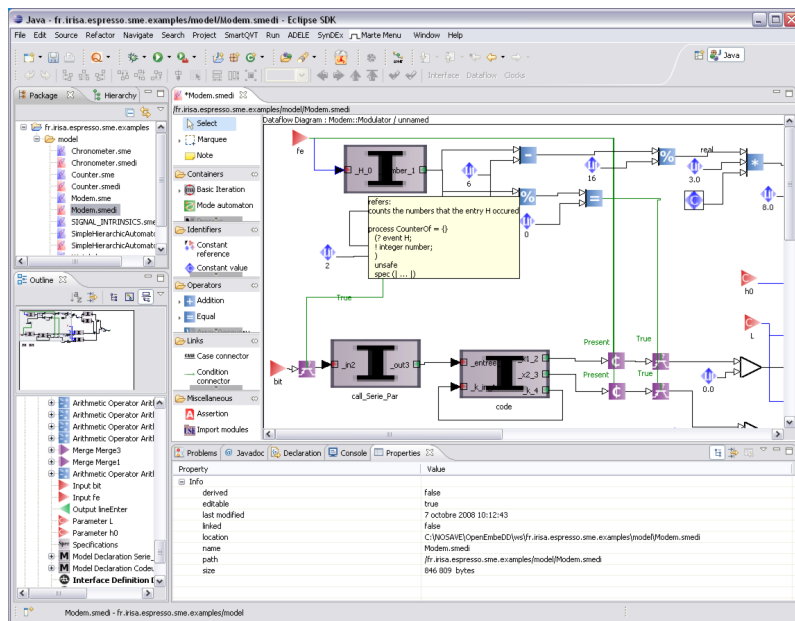 Java - fr.irisa.espresso.sme.examples/model/Modem.smedi - Eclipse SDK
File Edit Source Refactor Navigate Search Project SmartQVT Run ADELE SynDEx Marte Menu Window Help
Java
Interface Dataflow Clocks
Package
Hierarchy
fr.irisa.espresso.sme.examples
model
Chronometer.sme
Chronometer.smedi
Counter.sme
Counter.smedi
Modem.sme
Modem.smedi
SIGNAL_INTRINSICS.sme
SimpleHierarchicAutomato
SimpleHierarchicAutomato
Outline
Arithmetic Operator Arit
Arithmetic Operator Arit
Arithmetic Operator Arit
Arithmetic Operator Arit
Merge Merge3
Merge Merge1
Arithmetic Operator Arit
Input bit
Input fe
Output lineEnter
Parameter L
Parameter h0
Spec Specifications
M Model Declaration Serie_
M Model Declaration Codeu
Interface Definition D
*Modem.smedi
/fr.irisa.espresso.sme.examples/model/Modem.smedi
Select
Marquee
Note
Containers
Basic Iteration
Mode automaton
Identifiers
Constant
reference
Constant value
Operators
Addition
Equal
Links
Case connector
Condition
connector
Miscellaneous
Assertion
Import modules
Dataflow Diagram : Modem::Modulator / unnamed
fe
_H_0
mber_1
6
16
real
3.0
8.0
0
2
refers:
counts the numbers that the entry H occured
process CounterOf = {}
(? event H;
! integer number;
)
unsafe
spec (| ... |)
True
h0
L
bit
_in2
_out3
call_Serie_Par
_entree
_x1_2
_x2_3
_k_4
code
Present
True
Present
True
0.0
Problems
@ Javadoc
Declaration
Console
Properties
Property Value
Info
derived false
editable true
last modified 7 octobre 2008 10:12:43
linked false
location C:\NOSAVE\OpenEmbeDD\ws\fr.irisa.espresso.sme.examples\model\Modem.smedi
name Modem.smedi
path /fr.irisa.espresso.sme.examples/model/Modem.smedi
size 846 809 bytes
Modem.smedi - fr.irisa.espresso.sme.examples/model